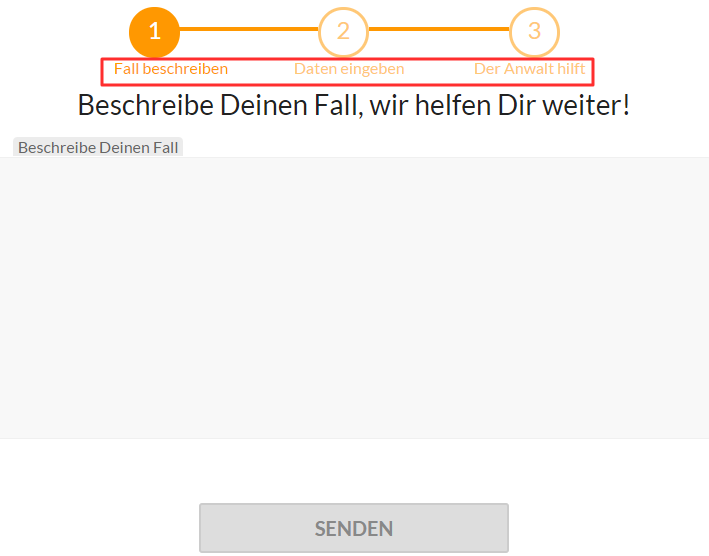 1 2 3
Fall beschreiben Daten eingeben Der Anwalt hilft
Beschreibe Deinen Fall, wir helfen Dir weiter!
Beschreibe Deinen Fall
SENDEN